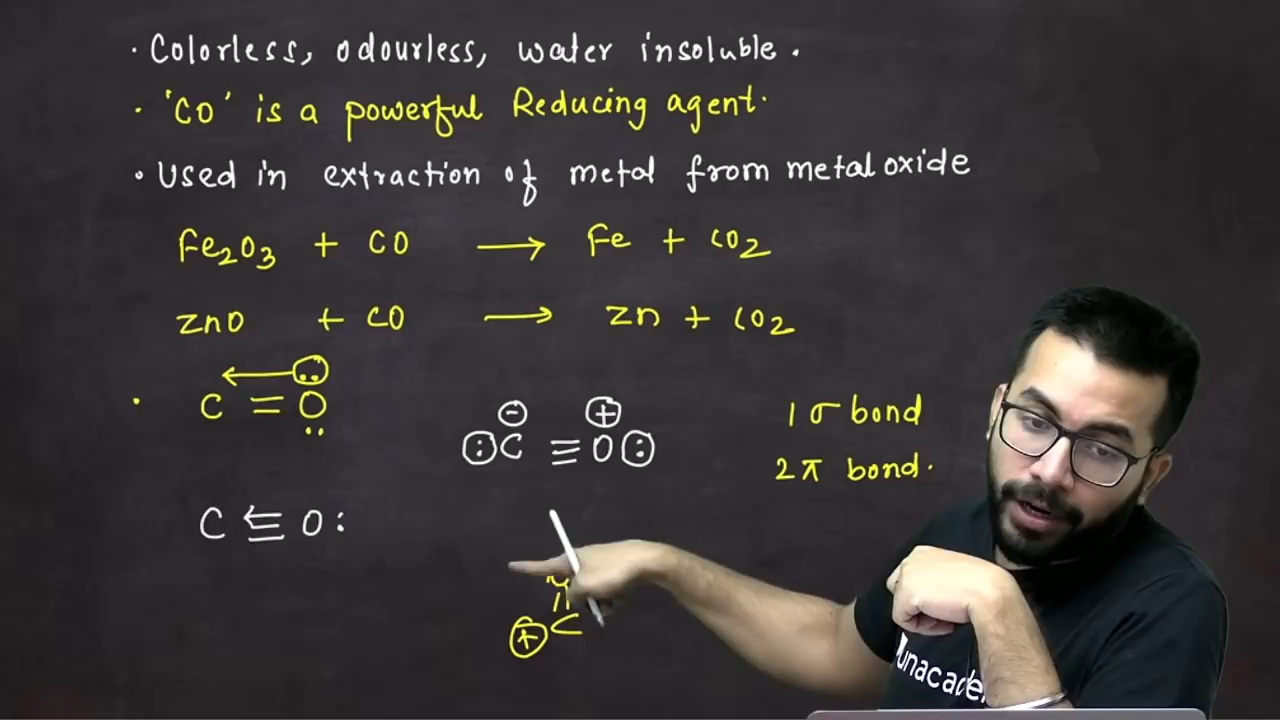 · Colorless, odourless, water insoluble.
· 'CO' is a powerful Reducing agent.
· Used in extraction of metal from metal oxide
Fe₂O₃ + CO ⟶ Fe + CO₂
ZnO + CO ⟶ Zn + CO₂
· C = O
⊖ ⊕
:C ≡ O:
1 σ bond
2π bond.
C ⪕ O:
⊕ C
unacade